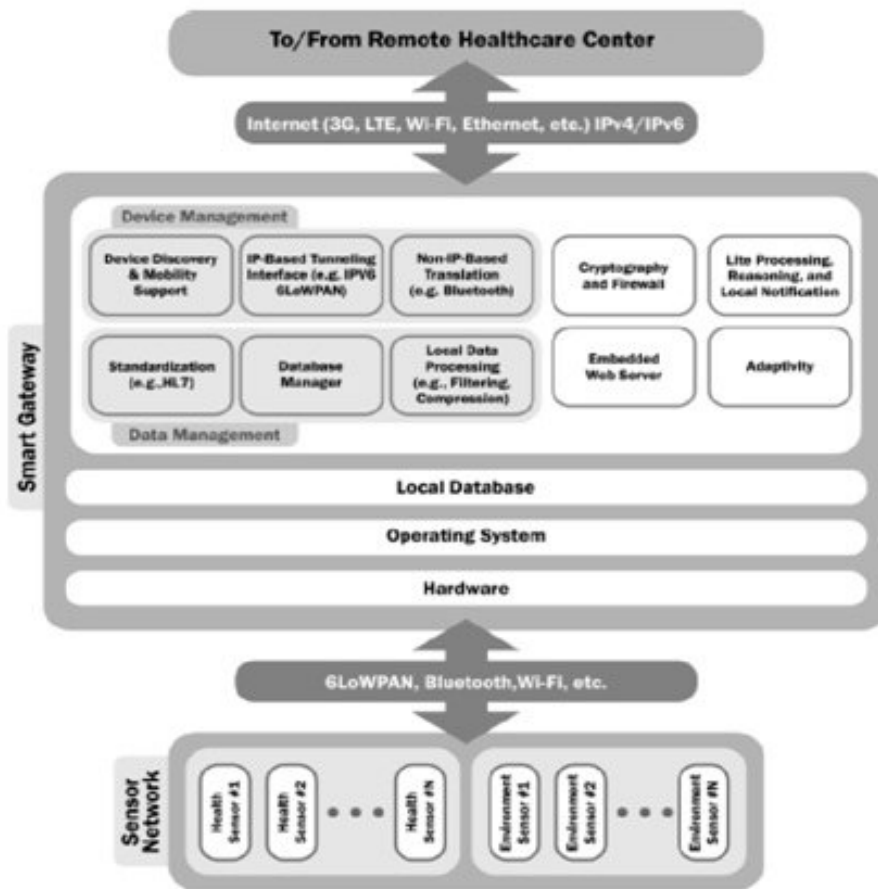 To/From Remote Healthcare Center
Internet (3G, LTE, Wi-Fi, Ethernet, etc.) IPv4/IPv6
Smart Gateway
Device Management
Device Discovery
& Mobility
Support
IP-Based Tunneling
Interface (e.g. IPV6
6LoWPAN)
Non-IP-Based
Translation
(e.g. Bluetooth)
Cryptography
and Firewall
Lite Processing,
Reasoning, and
Local Notification
Standardization
(e.g.,HL7)
Database
Manager
Local Data
Processing
(e.g., Filtering,
Compression)
Embedded
Web Server
Adaptivity
Data Management
Local Database
Operating System
Hardware
6LoWPAN, Bluetooth,Wi-Fi, etc.
Sensor
Network
Health
Sensor #1
Health
Sensor #2
Health
Sensor #N
Environment
Sensor #1
Environment
Sensor #2
Environment
Sensor #N